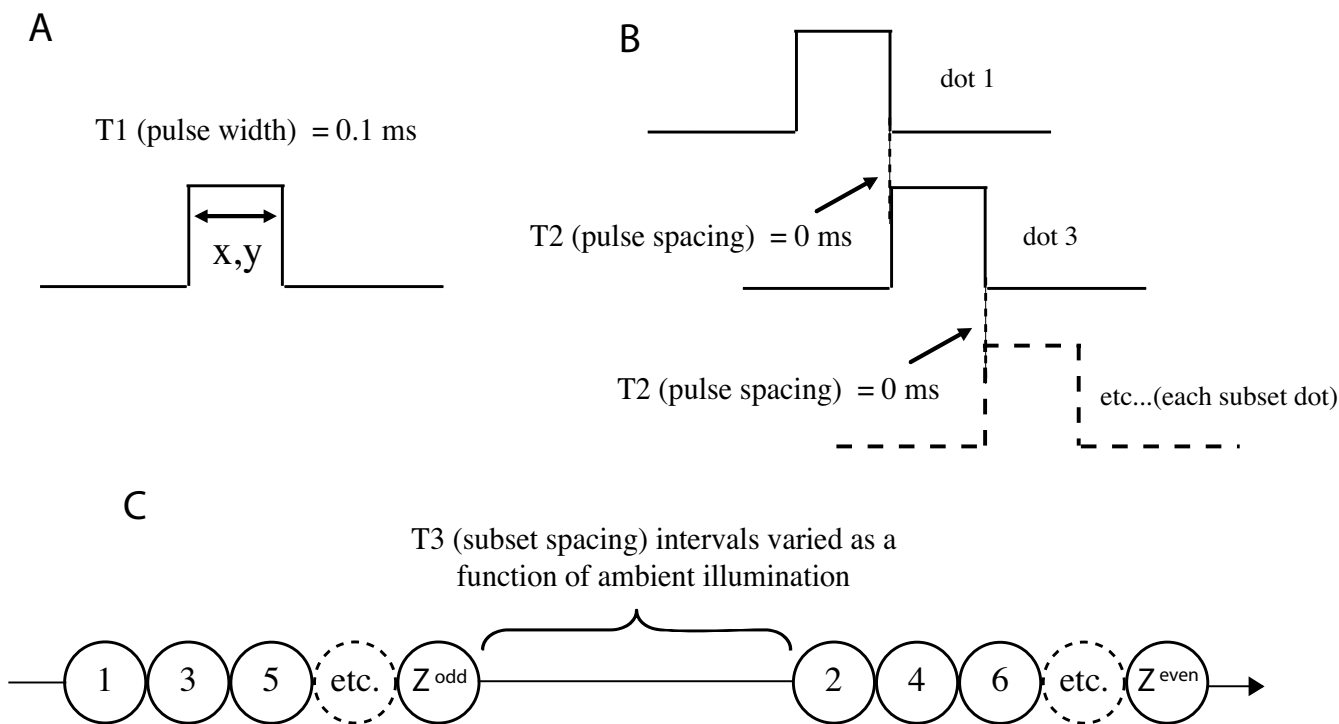 A
T1 (pulse width) = 0.1 ms
x,y
B
dot 1
T2 (pulse spacing) = 0 ms
dot 3
T2 (pulse spacing) = 0 ms
etc...(each subset dot)
C
T3 (subset spacing) intervals varied as a
function of ambient illumination
1 3 5 etc. Z odd 2 4 6 etc. Z even